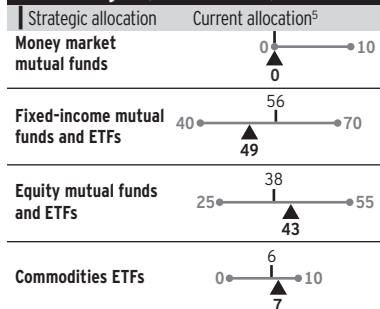 Strategic allocation Current allocation5
Money market
mutual funds
0 10
0
56
Fixed-income mutual
funds and ETFs
40 70
49
38
Equity mutual funds
and ETFs
25 55
43
6
Commodities ETFs
0 10
7